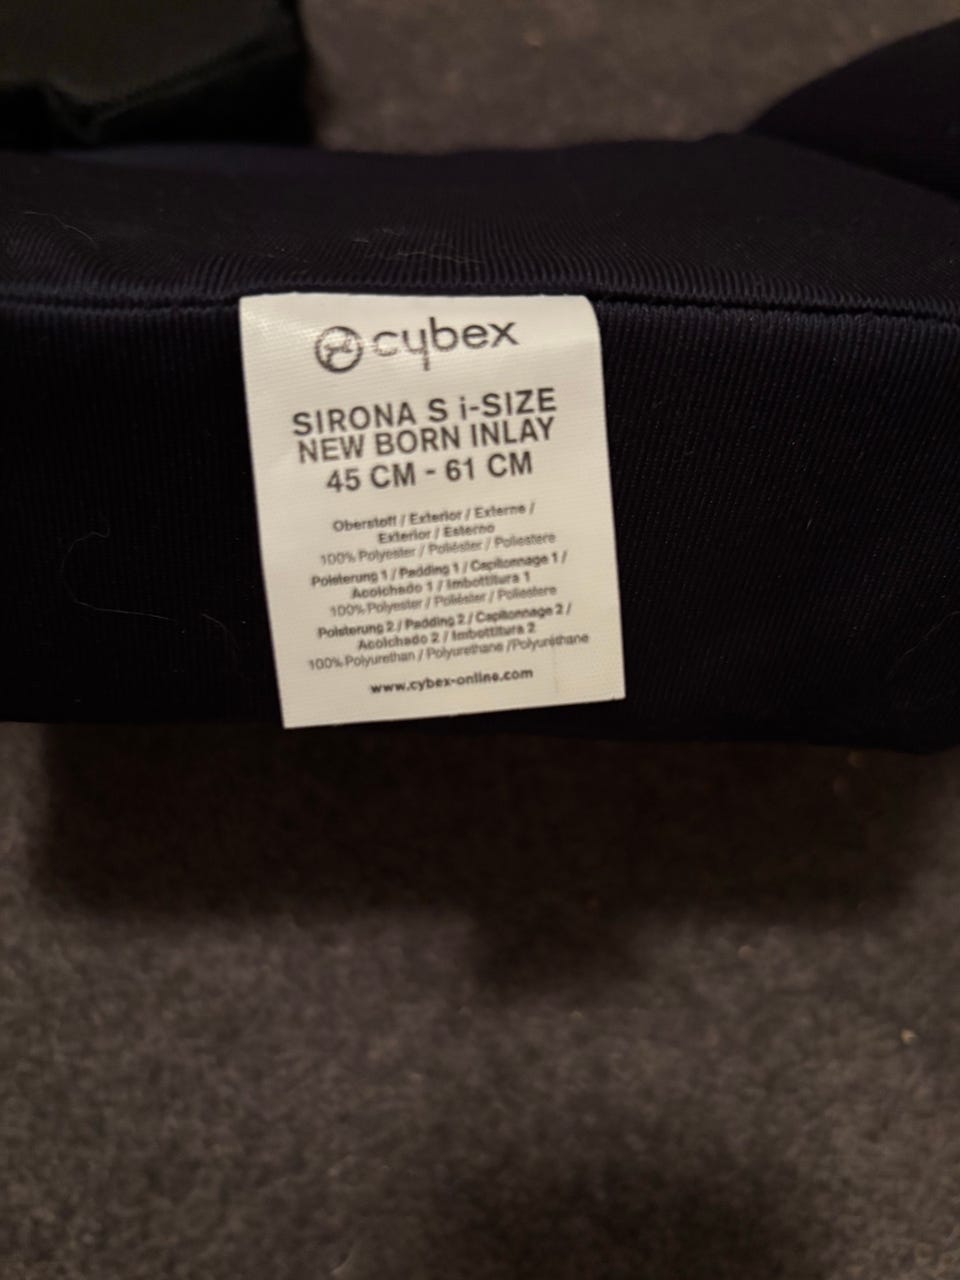 cybex
SIRONA S i-SIZE
NEW BORN INLAY
45 CM - 61 CM
Oberstoff / Exterior / Externe /
Exterior / Esterno
100% Polyester / Poliéster / Poliestere
Polsterung 1 / Padding 1 / Capitonnage 1 /
Acolchado 1 / Imbottitura 1
100% Polyester / Poliéster / Poliestere
Polsterung 2 / Padding 2 / Capitonnage 2 /
Acolchado 2 / Imbottitura 2
100% Polyurethan / Polyurethane /Polyuréthane
www.cybex-online.com